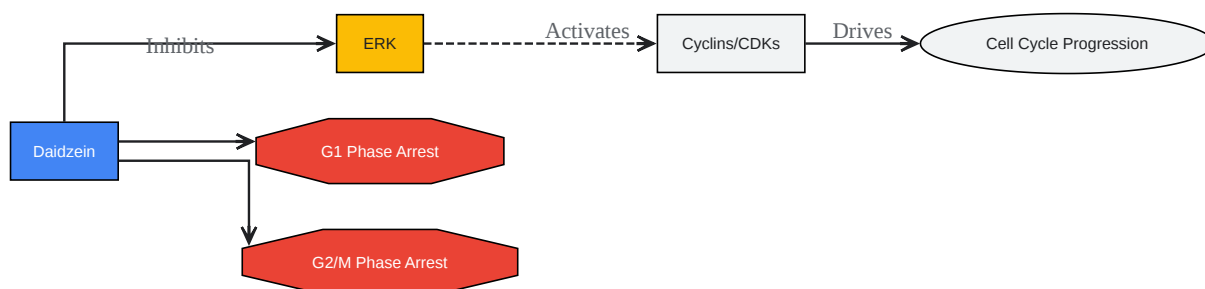 Inhibits
ERK
Activates
Cyclins/CDKs
Drives
Cell Cycle Progression
Daidzein
G1 Phase Arrest
G2/M Phase Arrest